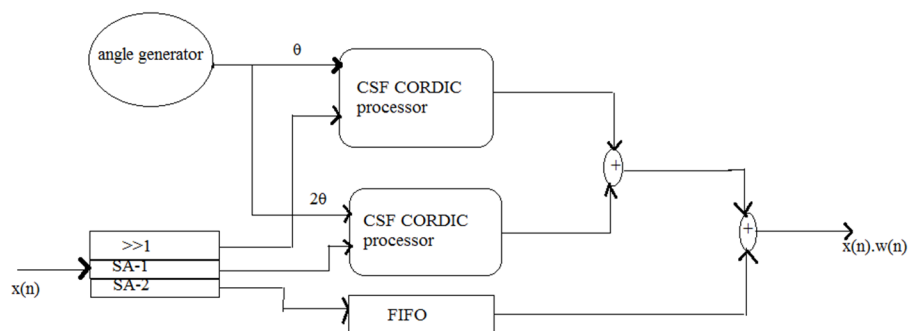 angle generator
θ
CSF CORDIC
processor
+
2θ
CSF CORDIC
processor
+
x(n).w(n)
>>1
SA-1
SA-2
x(n)
FIFO